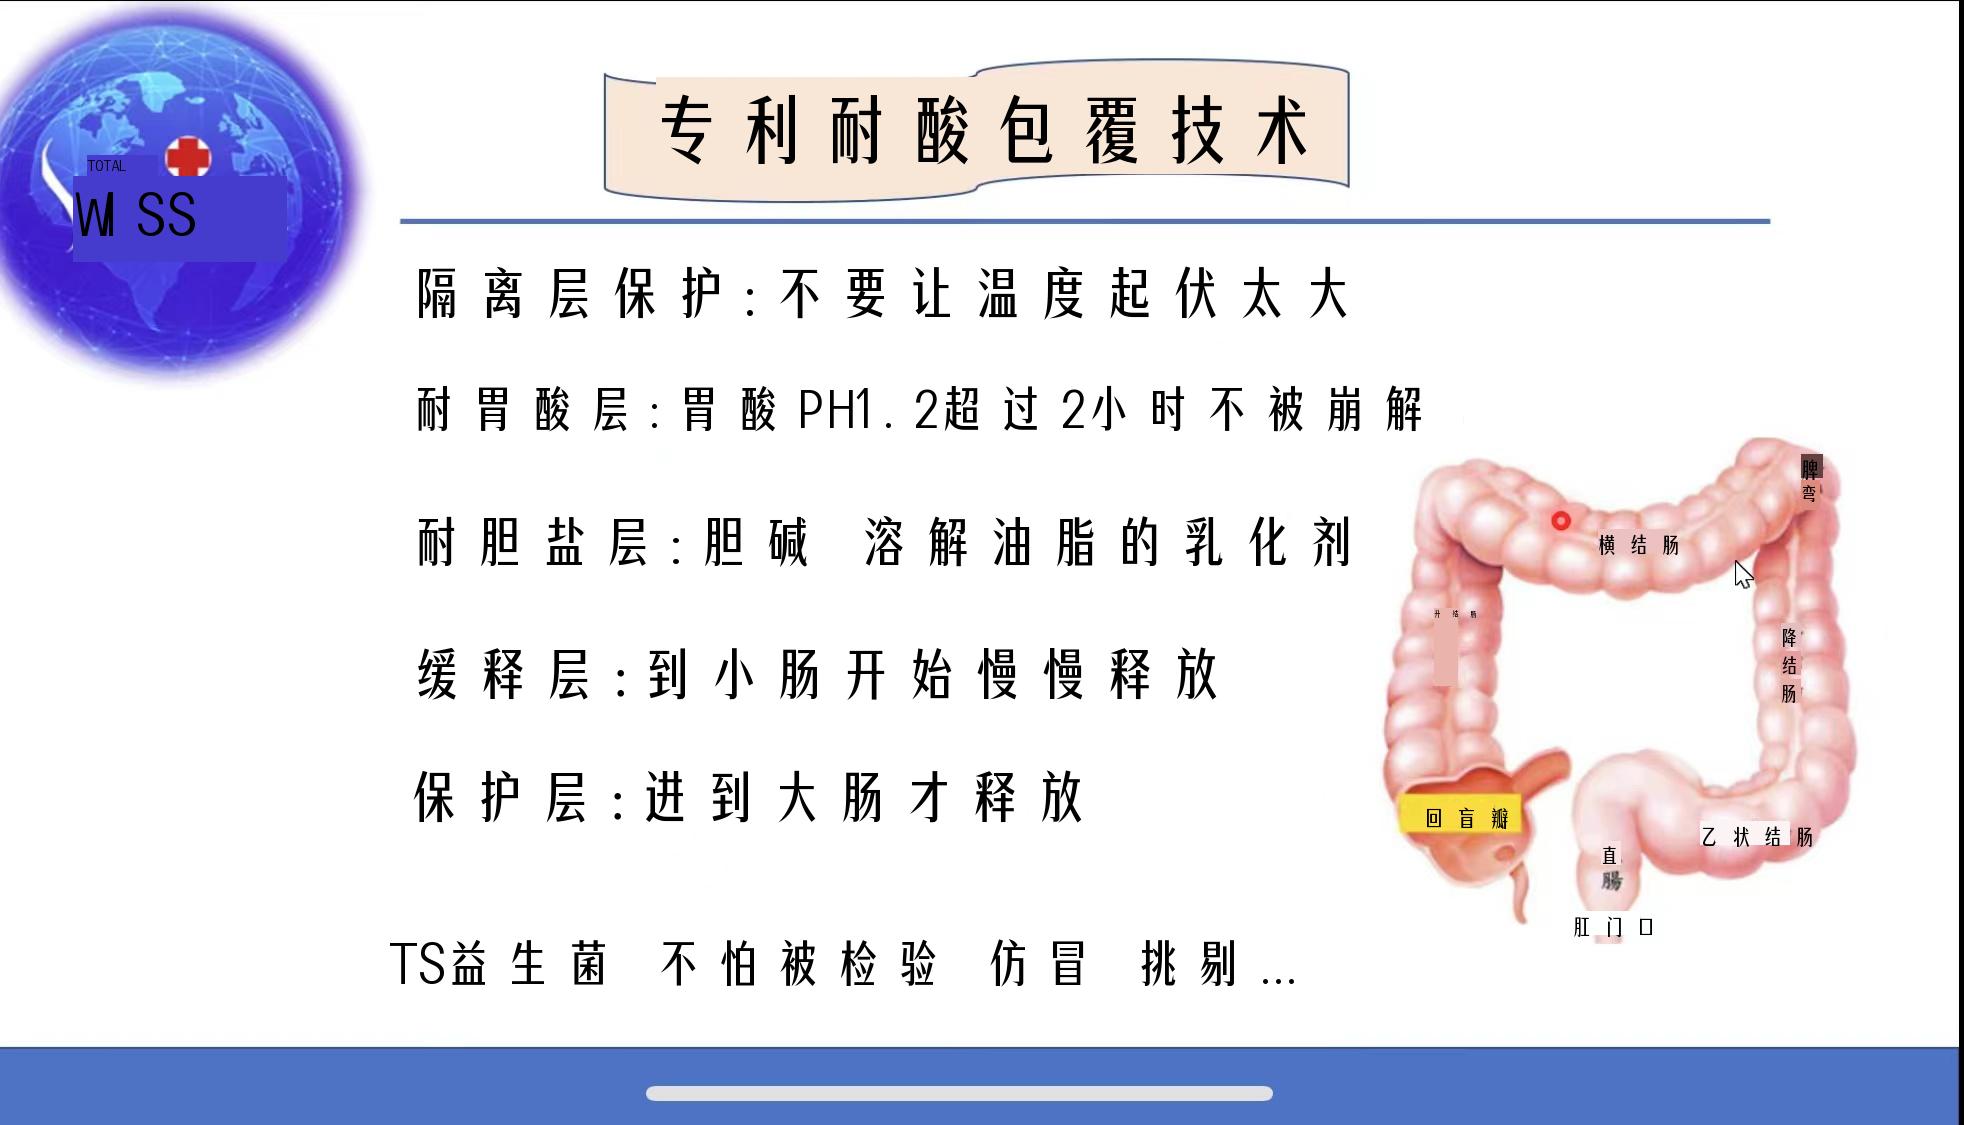 TOTAL
WISS
专利耐酸包覆技术
隔离层保护:不要让温度起伏太大
耐胃酸层:胃酸PH1.2超过2小时不被崩解
耐胆盐层:胆碱 溶解油脂的乳化剂
缓释层:到小肠开始慢慢释放
保护层:进到大肠才释放
TS益生菌 不怕被检验 仿冒 挑剔...
脾弯
横结肠
升结肠
降结肠
回盲瓣
乙状结肠
直腸
肛门口